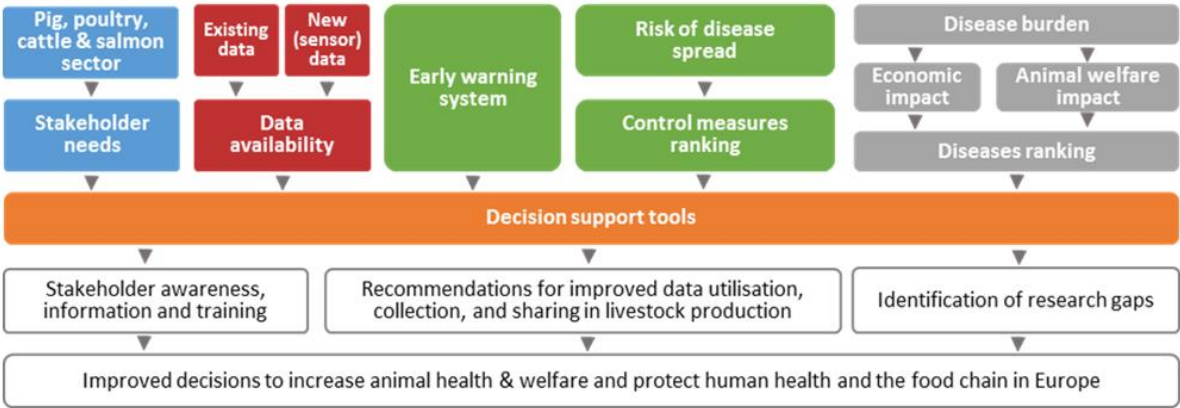 Pig, poultry,
cattle & salmon
sector
Stakeholder
needs
Existing
data
New
(sensor)
data
Data
availability
Early warning
system
Risk of disease
spread
Control measures
ranking
Disease burden
Economic
impact
Animal welfare
impact
Diseases ranking
Decision support tools
Stakeholder awareness,
information and training
Recommendations for improved data utilisation,
collection, and sharing in livestock production
Identification of research gaps
Improved decisions to increase animal health & welfare and protect human health and the food chain in Europe